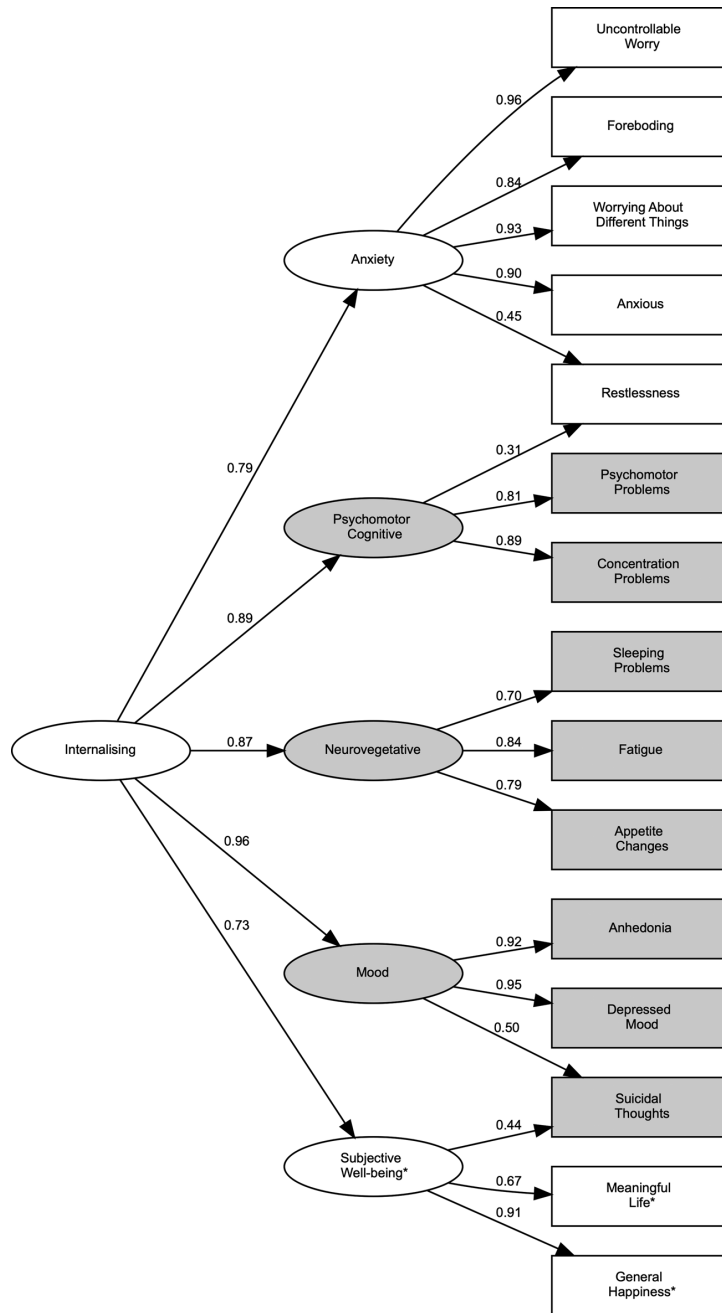 Uncontrollable
Worry
0.96
Foreboding
0.84
Worrying About
Different Things
0.93
Anxiety
0.90
Anxious
0.45
Restlessness
0.79
0.31
Psychomotor
Problems
0.81
Psychomotor
Cognitive
0.89
Concentration
Problems
0.89
Sleeping
Problems
0.70
Internalising
0.87
Neurovegetative
0.84
Fatigue
0.79
Appetite
Changes
0.96
Anhedonia
0.92
0.73
Mood
0.95
Depressed
Mood
0.50
Suicidal
Thoughts
0.44
Subjective
Well-being*
0.67
Meaningful
Life*
0.91
General
Happiness*